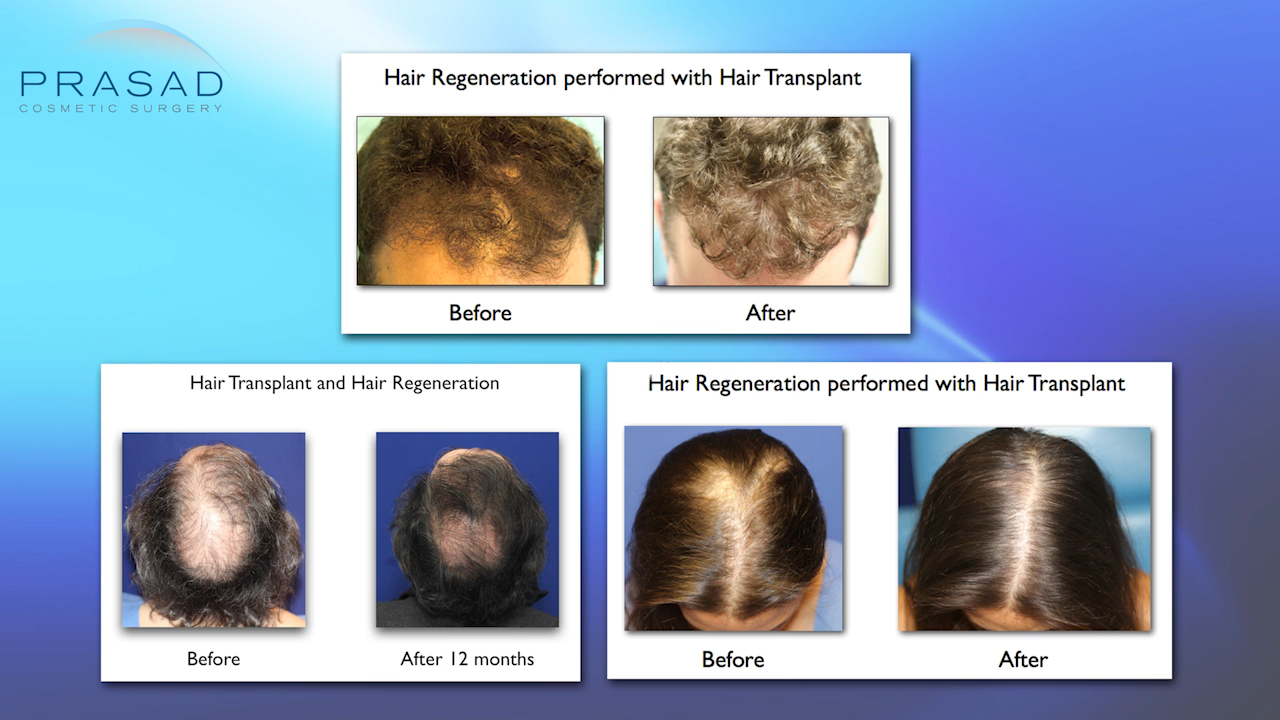 PRASAD
COSMETIC SURGERY
Hair Regeneration performed with Hair Transplant
Before
After
Hair Transplant and Hair Regeneration
Before
After 12 months
Hair Regeneration performed with Hair Transplant
Before
After